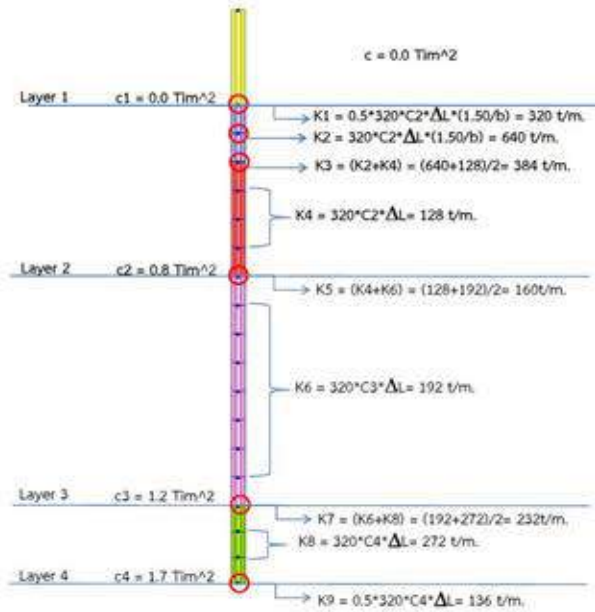 c = 0.0 Tim^2
Layer 1 c1 = 0.0 Tim^2
K1 = 0.5*320*C2*ΔL*(1.50/b) = 320 t/m.
K2 = 320*C2*ΔL*(1.50/b) = 640 t/m.
K3 = (K2+K4) = (640+128)/2= 384 t/m.
K4 = 320*C2*ΔL= 128 t/m.
Layer 2 c2 = 0.8 Tim^2
K5 = (K4+K6) = (128+192)/2= 160t/m.
K6 = 320*C3*ΔL= 192 t/m.
Layer 3 c3 = 1.2 Tim^2
K7 = (K6+K8) = (192+272)/2= 232t/m.
K8 = 320*C4*ΔL= 272 t/m.
Layer 4 c4 = 1.7 Tim^2
K9 = 0.5*320*C4*ΔL= 136 t/m.